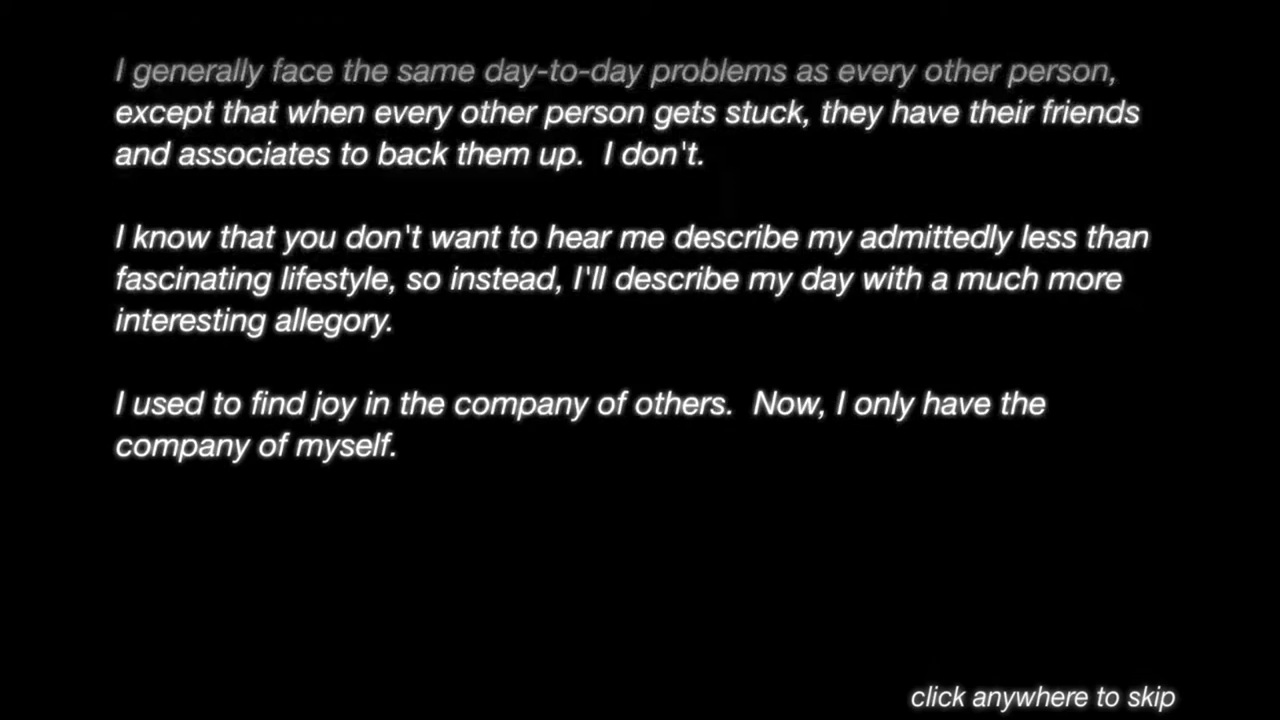 I generally face the same day-to-day problems as every other person,
except that when every other person gets stuck, they have their friends
and associates to back them up.  I don't.
I know that you don't want to hear me describe my admittedly less than
fascinating lifestyle, so instead, I'll describe my day with a much more
interesting allegory.
I used to find joy in the company of others.  Now, I only have the
company of myself.
click anywhere to skip